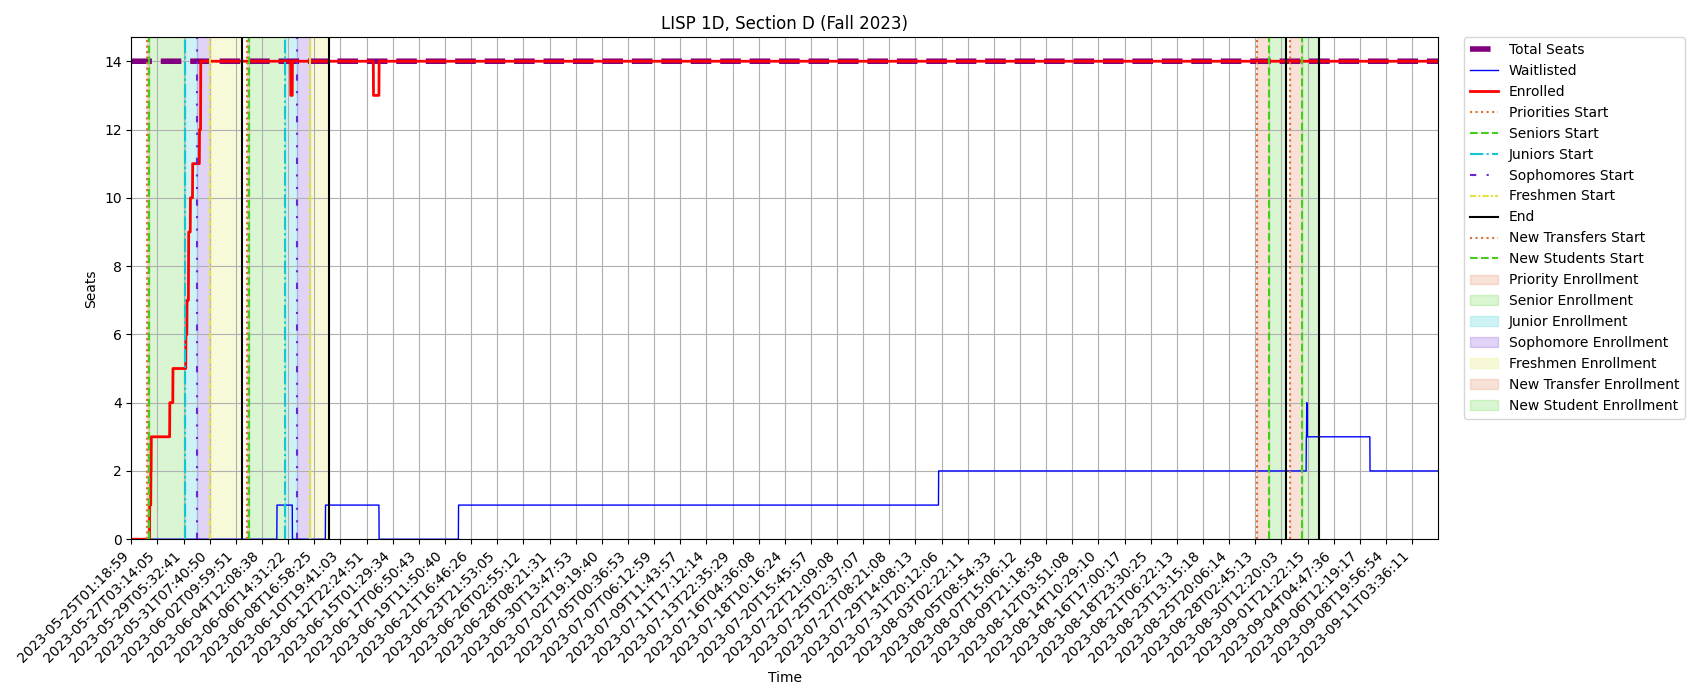 LISP 1D, Section D (Fall 2023)
Seats
14
12
10
8
6
4
2
0
2023-05-25T01:18:59
2023-05-27T03:14:05
2023-05-29T05:32:41
2023-05-31T07:40:50
2023-06-02T09:59:51
2023-06-04T12:08:38
2023-06-06T14:31:22
2023-06-08T16:58:25
2023-06-10T19:41:03
2023-06-12T22:24:51
2023-06-15T01:29:34
2023-06-17T06:50:43
2023-06-19T11:50:40
2023-06-21T16:46:26
2023-06-23T21:53:05
2023-06-26T02:55:12
2023-06-28T08:21:31
2023-06-30T13:47:53
2023-07-02T19:19:40
2023-07-05T00:36:53
2023-07-07T06:12:59
2023-07-09T11:43:57
2023-07-11T17:12:14
2023-07-13T22:35:29
2023-07-16T04:36:08
2023-07-18T10:16:24
2023-07-20T15:45:57
2023-07-22T21:09:08
2023-07-25T02:37:07
2023-07-27T08:21:08
2023-07-29T14:08:13
2023-07-31T20:12:06
2023-08-03T02:22:11
2023-08-05T08:54:33
2023-08-07T15:06:12
2023-08-09T21:18:58
2023-08-12T03:51:08
2023-08-14T10:29:10
2023-08-16T17:00:17
2023-08-18T23:30:25
2023-08-21T06:22:13
2023-08-23T13:15:18
2023-08-25T20:06:14
2023-08-28T02:45:13
2023-08-30T12:20:03
2023-09-01T21:22:15
2023-09-04T04:47:36
2023-09-06T12:19:17
2023-09-08T19:56:54
2023-09-11T03:36:11
Time
Total Seats
Waitlisted
Enrolled
Priorities Start
Seniors Start
Juniors Start
Sophomores Start
Freshmen Start
End
New Transfers Start
New Students Start
Priority Enrollment
Senior Enrollment
Junior Enrollment
Sophomore Enrollment
Freshmen Enrollment
New Transfer Enrollment
New Student Enrollment